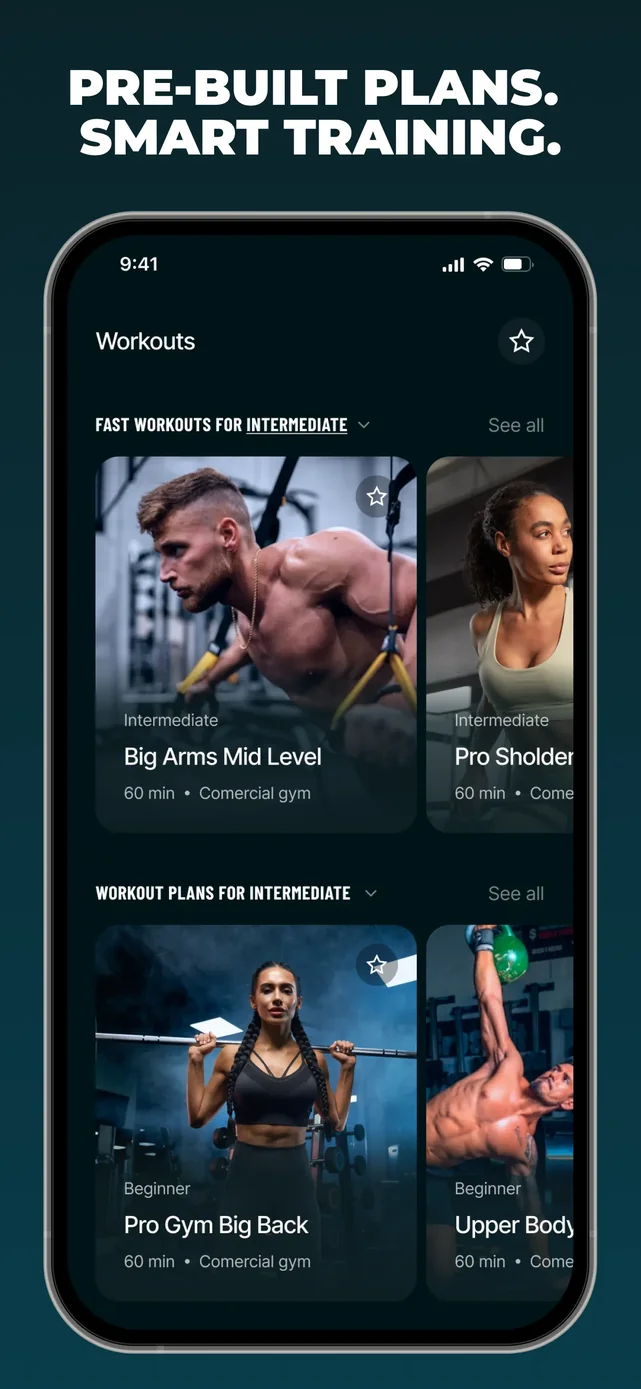 PRE-BUILT PLANS.
SMART TRAINING.
9:41
Workouts
FAST WORKOUTS FOR INTERMEDIATE
See all
Intermediate
Big Arms Mid Level
60 min • Comercial gym
Intermediate
Pro Sholder
60 min • Come
WORKOUT PLANS FOR INTERMEDIATE
See all
Beginner
Pro Gym Big Back
60 min • Comercial gym
Beginner
Upper Body
60 min • Come